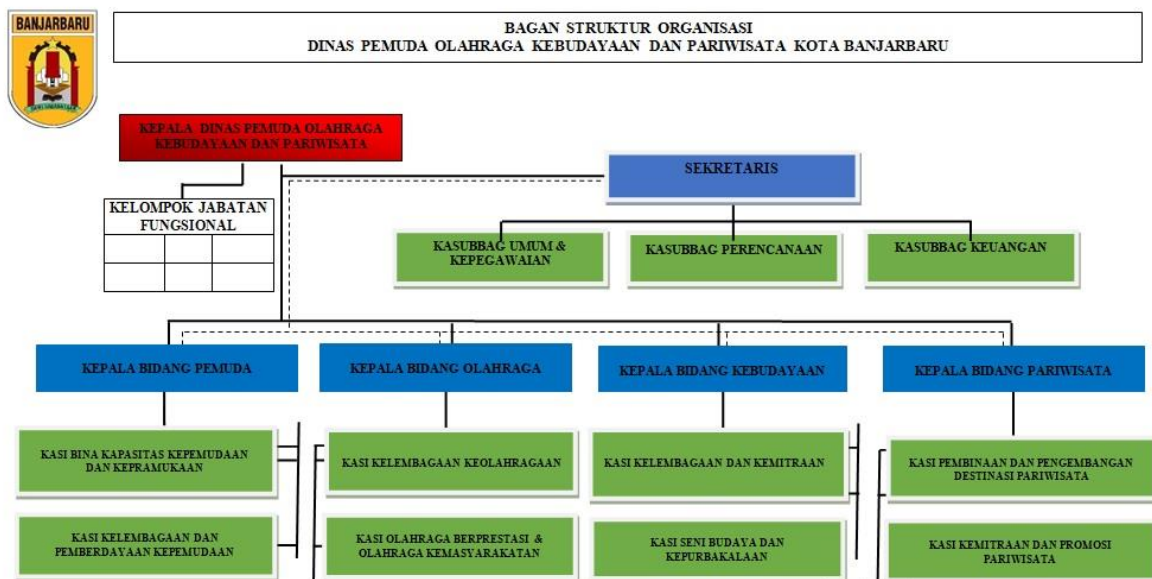 BANJARBARU
BAGAN STRUKTUR ORGANISASI
DINAS PEMUDA OLAHRAGA KEBUDAYAAN DAN PARIWISATA KOTA BANJARBARU
KEPALA DINAS PEMUDA OLAHRAGA
KEBUDAYAAN DAN PARIWISATA
SEKRETARIS
KELOMPOK JABATAN
FUNGSIONAL
KASUBBAG UMUM &
KEPEGAWAIAN
KASUBBAG PERENCANAAN
KASUBBAG KEUANGAN
KEPALA BIDANG PEMUDA
KEPALA BIDANG OLAHRAGA
KEPALA BIDANG KEBUDAYAAN
KEPALA BIDANG PARIWISATA
KASI BINA KAPASITAS KEPEMUDAAN
DAN KEPRAMUKAAN
KASI KELEMBAGAAN KEOLAHRAGAAN
KASI KELEMBAGAAN DAN KEMITRAAN
KASI PEMBINAAN DAN PENGEMBANGAN
DESTINASI PARIWISATA
KASI KELEMBAGAAN DAN
PEMBERDAYAAN KEPEMUDAAN
KASI OLAHRAGA BERPRESTASI &
OLAHRAGA KEMASYARAKATAN
KASI SENI BUDAYA DAN
KEPURBAKALAAN
KASI KEMITRAAN DAN PROMOSI
PARIWISATA